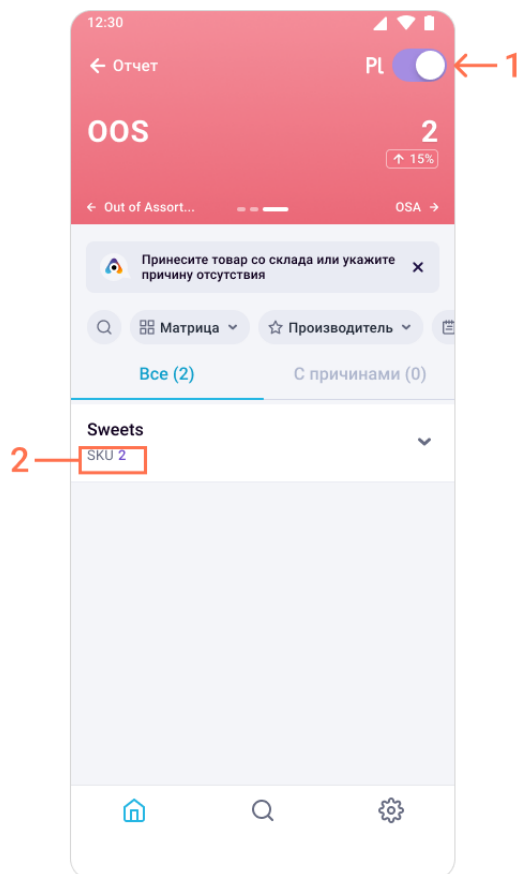 12:30
← Отчет PL
← 1
OOS 2
↑ 15%
← Out of Assort... OSA →
Принесите товар со склада или укажите
причину отсутствия
Матрица
Производитель
Все (2) С причинами (0)
Sweets
2
SKU 2